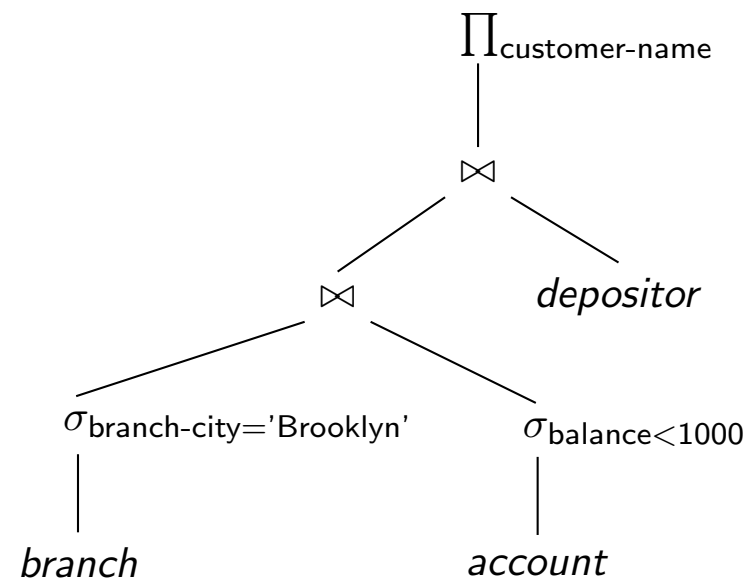 ∏customer-name
⋈
⋈
depositor
σbranch-city='Brooklyn'
σbalance<1000
branch
account